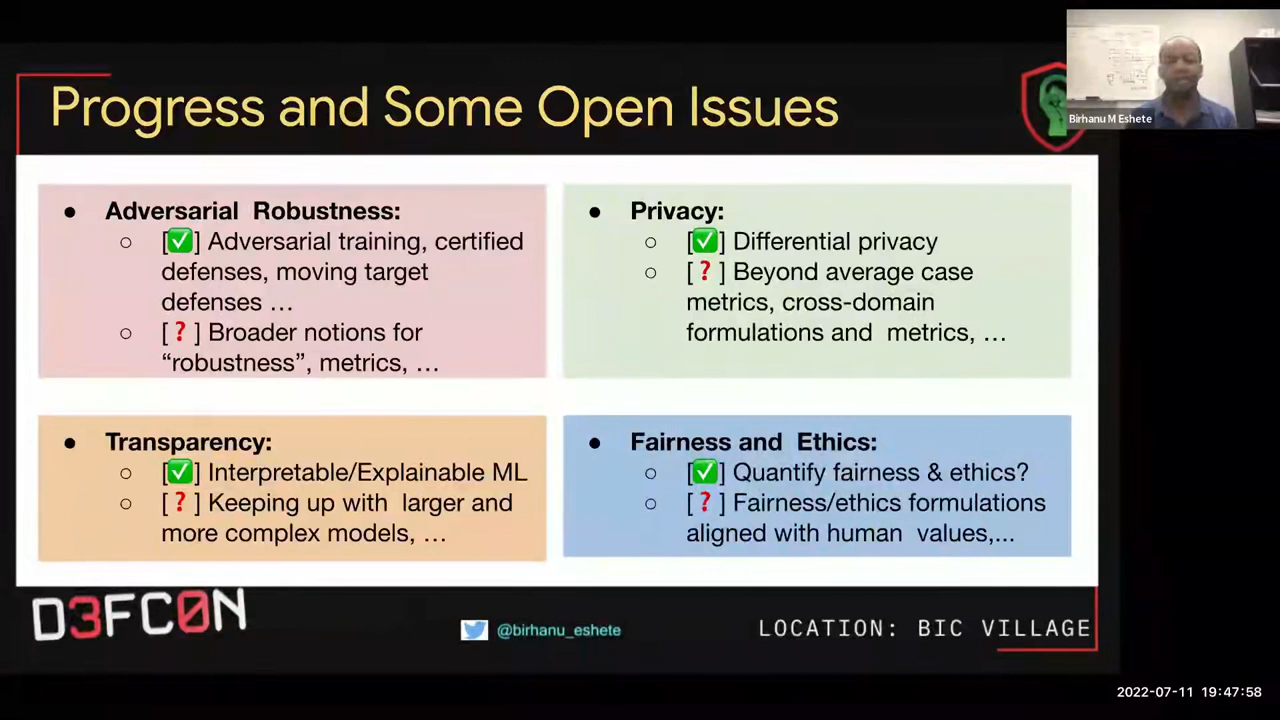 Progress and Some Open Issues
Birhanu M Eshete
● Adversarial  Robustness:
○ [✅] Adversarial training, certified
defenses, moving target
defenses …
○ [❓] Broader notions for
“robustness”, metrics, …
● Privacy:
○ [✅] Differential privacy
○ [❓] Beyond average case
metrics, cross-domain
formulations and  metrics, …
● Transparency:
○ [✅] Interpretable/Explainable ML
○ [❓] Keeping up with  larger and
more complex models, …
● Fairness and  Ethics:
○ [✅] Quantify fairness & ethics?
○ [❓] Fairness/ethics formulations
aligned with human  values,...
D3FC0N
@birhanu_eshete
LOCATION: BIC VILLAGE
2022-07-11 19:47:58